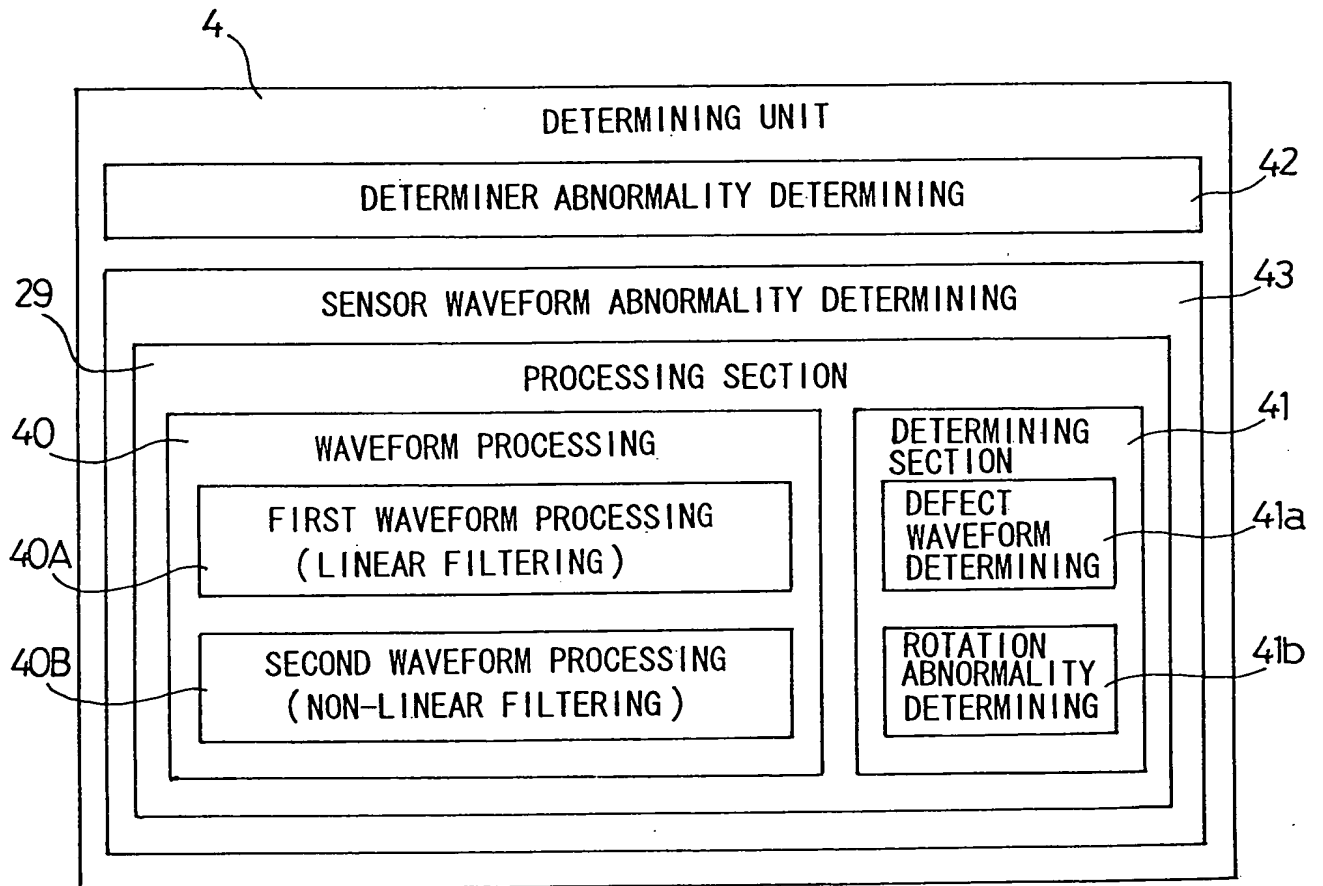 4
DETERMINING UNIT
DETERMINER ABNORMALITY DETERMINING
42
29
SENSOR WAVEFORM ABNORMALITY DETERMINING
43
PROCESSING SECTION
40
WAVEFORM PROCESSING
DETERMINING
SECTION
41
40A
FIRST WAVEFORM PROCESSING
(LINEAR FILTERING)
DEFECT
WAVEFORM
DETERMINING
41a
40B
SECOND WAVEFORM PROCESSING
(NON-LINEAR FILTERING)
ROTATION
ABNORMALITY
DETERMINING
41b